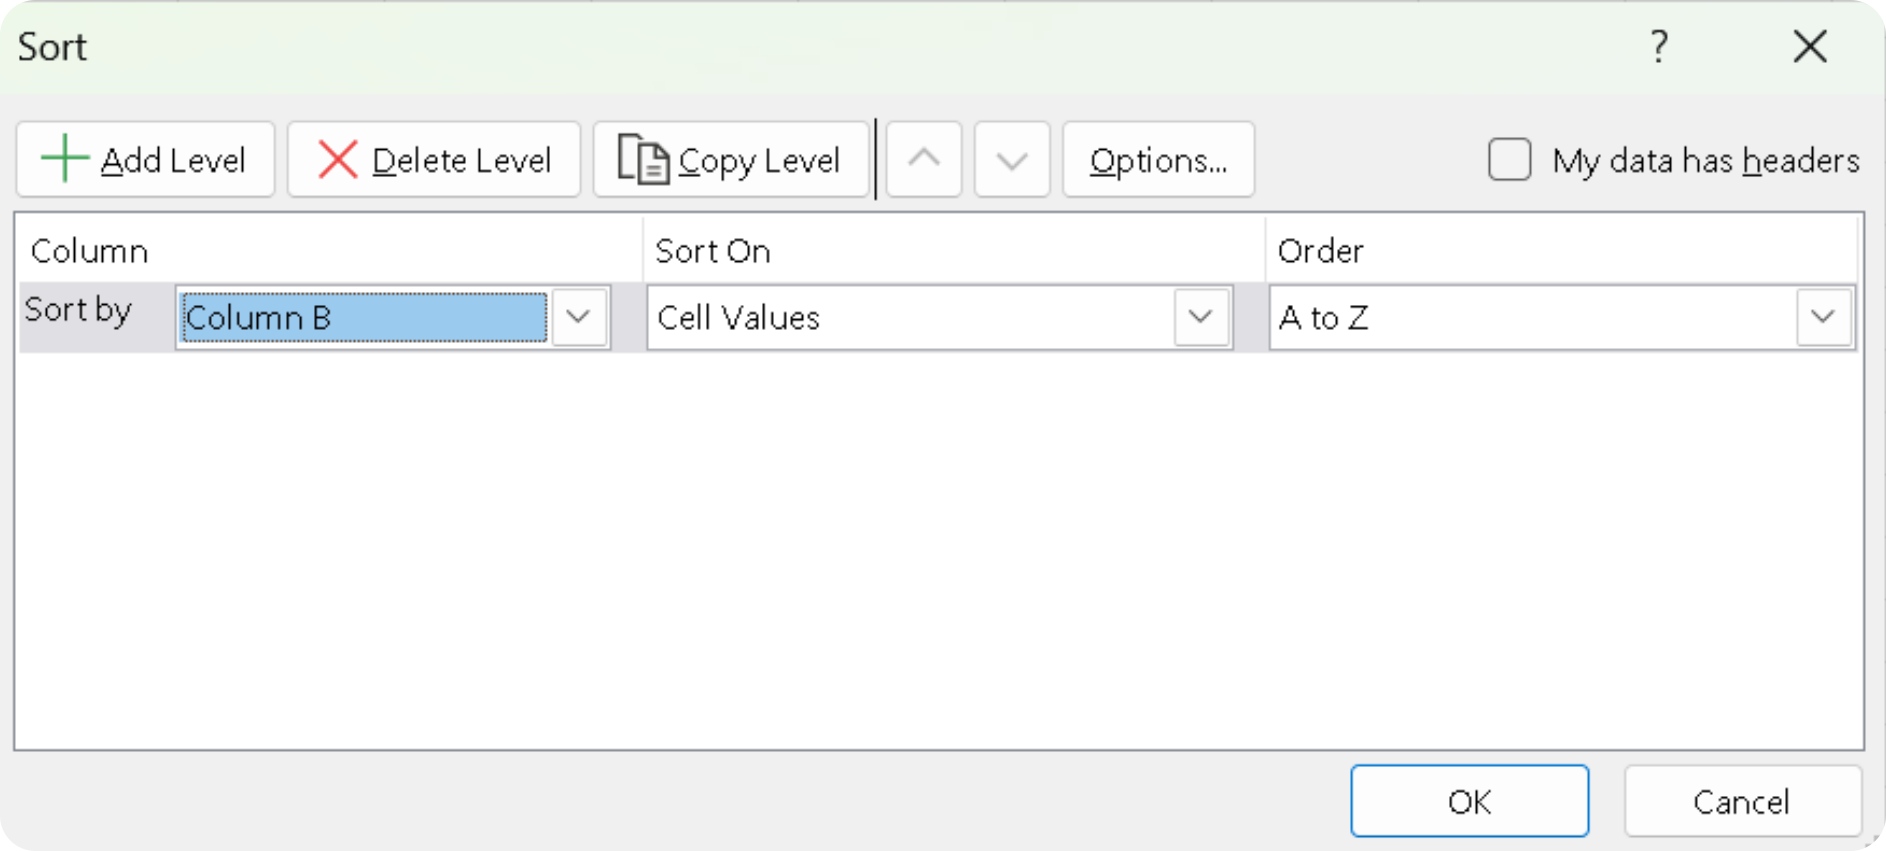 Sort ?
Add Level Delete Level Copy Level Options... My data has headers
Column Sort On Order
Sort by Column B Cell Values A to Z
OK Cancel